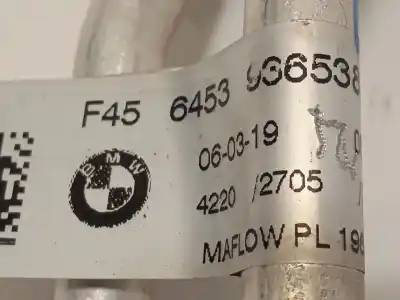 F45 6453 936538
BMW
06-03-19
4220 /2705
MAFLOW PL 19